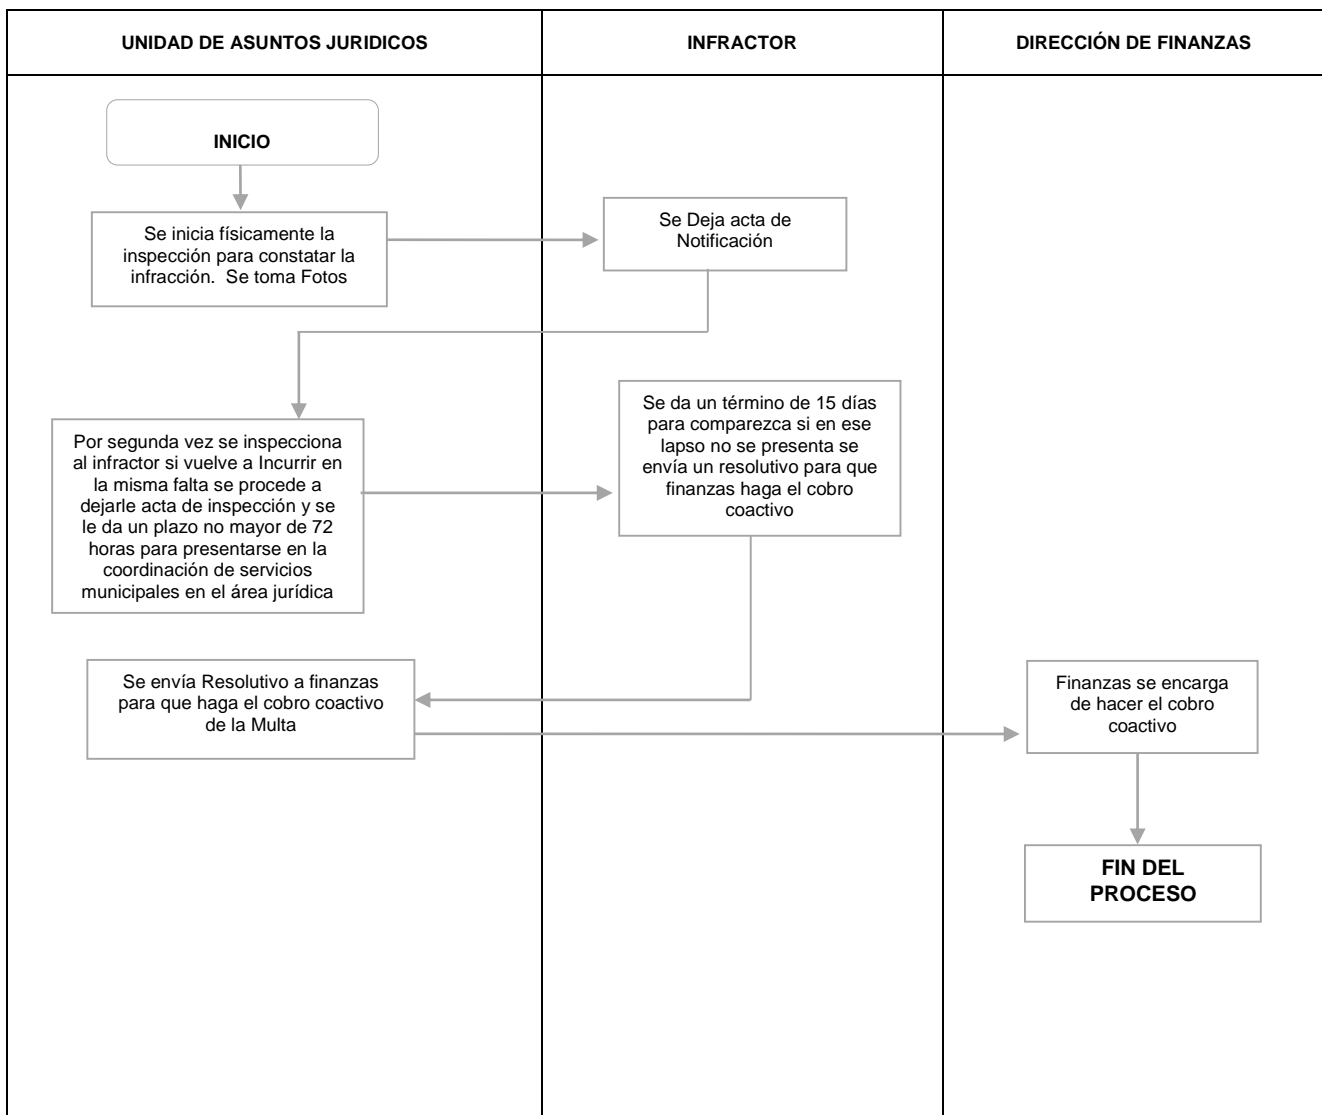 UNIDAD DE ASUNTOS JURIDICOS
INFRACTOR
DIRECCIÓN DE FINANZAS
INICIO
Se inicia físicamente la
inspección para constatar la
infracción.  Se toma Fotos
Se Deja acta de
Notificación
Por segunda vez se inspecciona
al infractor si vuelve a Incurrir en
la misma falta se procede a
dejarle acta de inspección y se
le da un plazo no mayor de 72
horas para presentarse en la
coordinación de servicios
municipales en el área jurídica
Se da un término de 15 días
para comparezca si en ese
lapso no se presenta se
envía un resolutivo para que
finanzas haga el cobro
coactivo
Se envía Resolutivo a finanzas
para que haga el cobro coactivo
de la Multa
Finanzas se encarga
de hacer el cobro
coactivo
FIN DEL
PROCESO